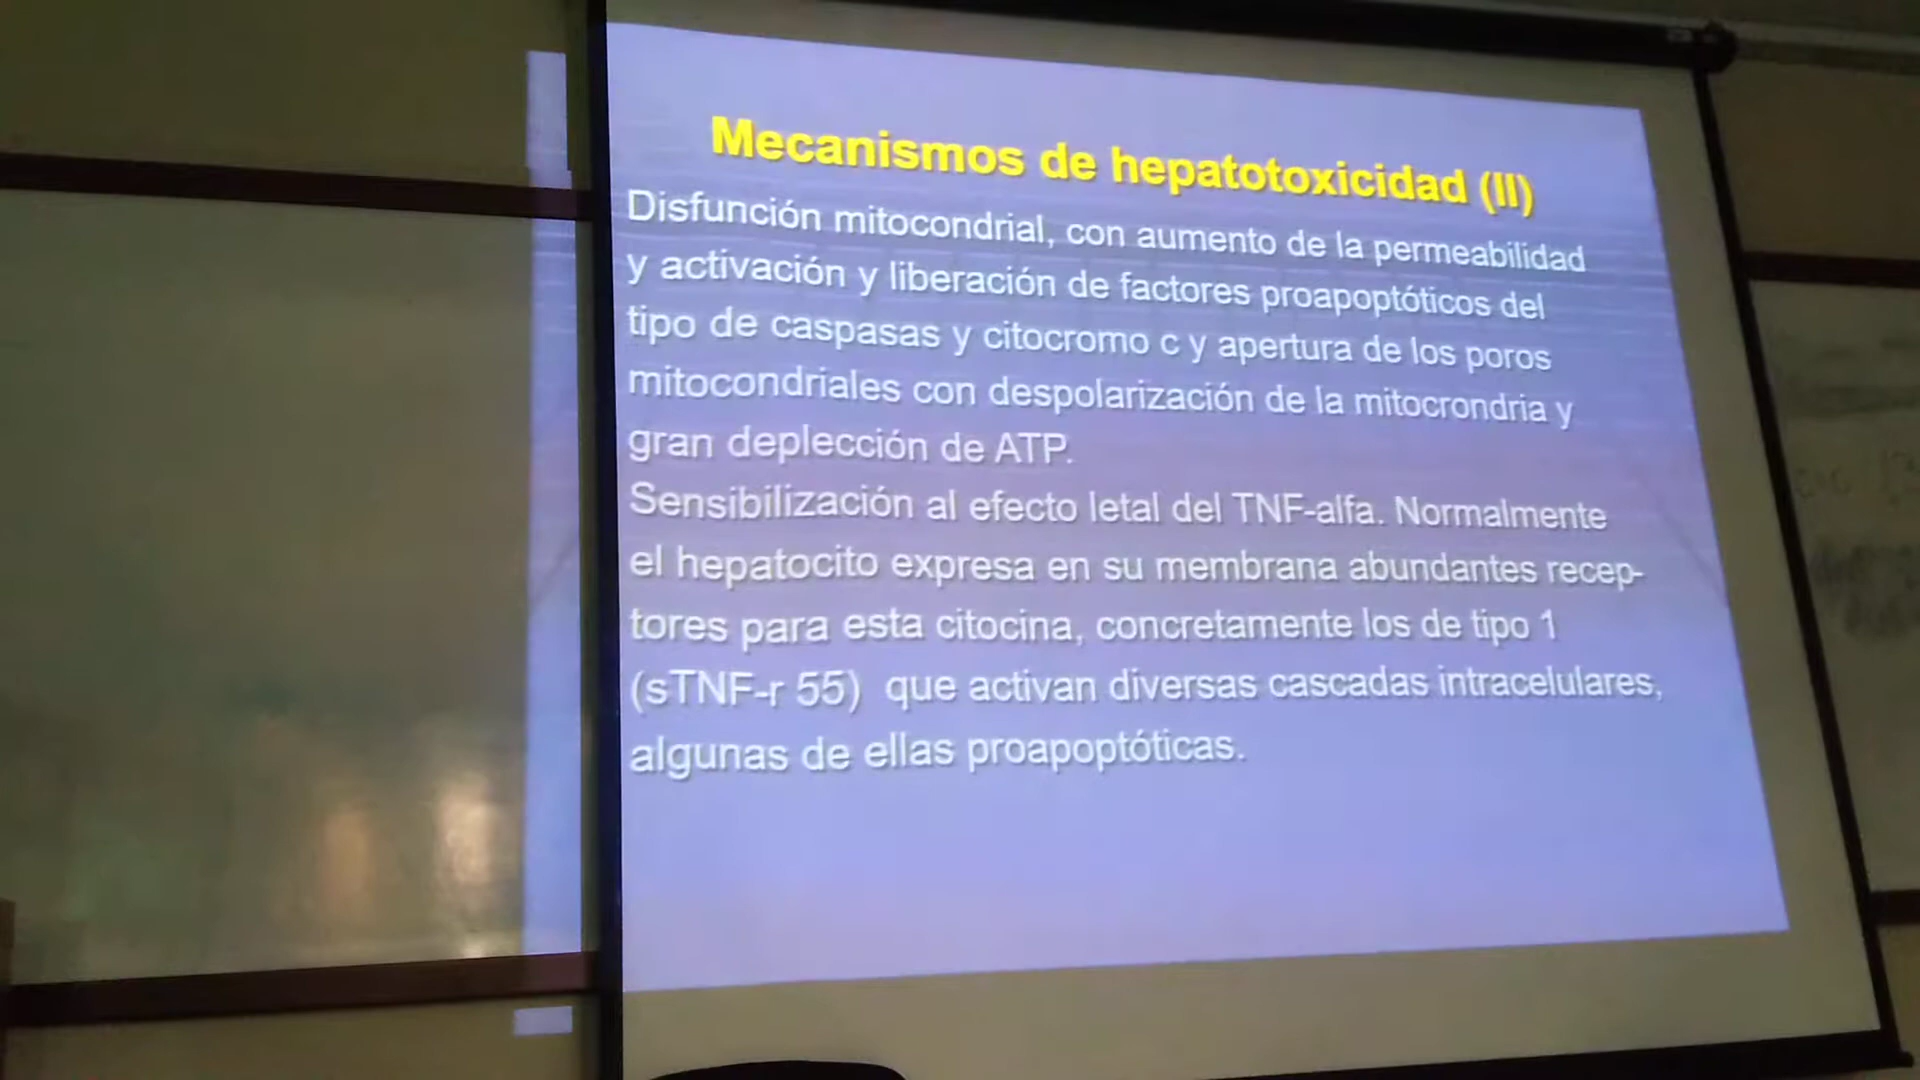 Mecanismos de hepatotoxicidad (II)
Disfunción mitocondrial, con aumento de la permeabilidad
y activación y liberación de factores proapoptóticos del
tipo de caspasas y citocromo c y apertura de los poros
mitocondriales con despolarización de la mitocrondria y
gran deplección de ATP.
Sensibilización al efecto letal del TNF-alfa. Normalmente
el hepatocito expresa en su membrana abundantes recep-
tores para esta citocina, concretamente los de tipo 1
(sTNF-r 55) que activan diversas cascadas intracelulares,
algunas de ellas proapoptóticas.